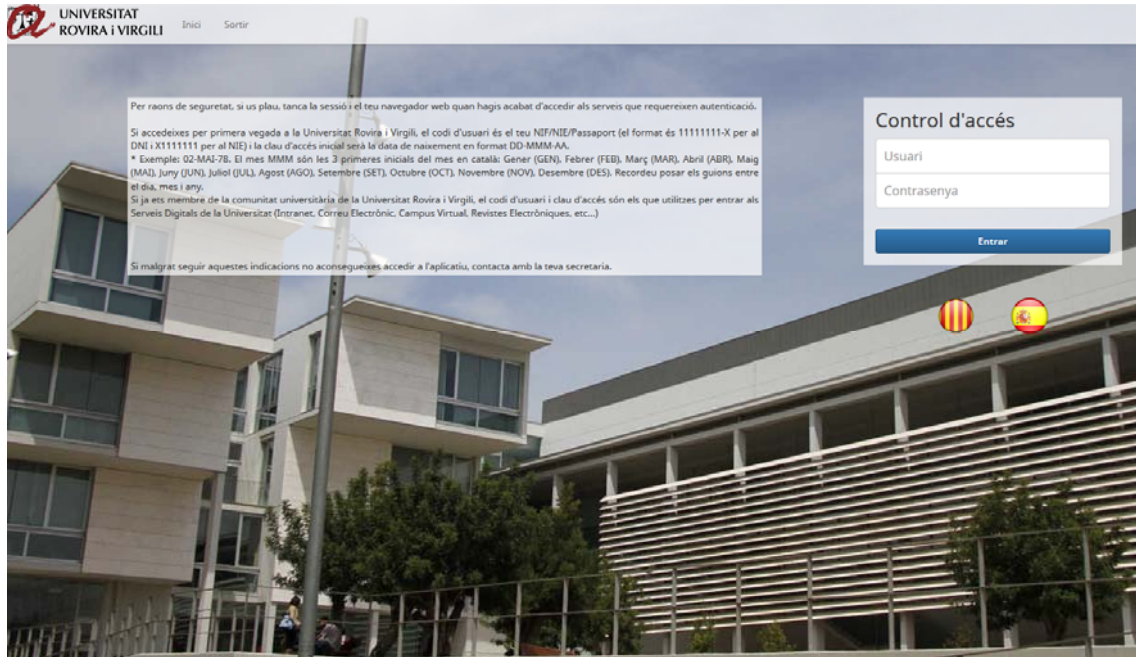 UNIVERSITAT
ROVIRA i VIRGILI
Inici Sortir
Per raons de seguretat, si us plau, tanca la sessió i el teu navegador web quan hagis acabat d'accedir als serveis que requereixen autenticació.
Si accedeixes per primera vegada a la Universitat Rovira i Virgili, el codi d'usuari és el teu NIF/NIE/Passaport (el format és 11111111-X per al
DNI i X1111111 per al NIE) i la clau d'accés inicial serà la data de naixement en format DD-MMM-AA.
* Exemple: 02-MAI-78. El mes MMM són les 3 primeres inicials del mes en català: Gener (GEN), Febrer (FEB), Març (MAR), Abril (ABR), Maig
(MAI), Juny (JUN), Juliol (JUL), Agost (AGO), Setembre (SET), Octubre (OCT), Novembre (NOV), Desembre (DES). Recordeu posar els guions entre
el dia, mes i any.
Si ja ets membre de la comunitat universitària de la Universitat Rovira i Virgili, el codi d'usuari i clau d'accés són els que utilitzes per entrar als
Serveis Digitals de la Universitat (Intranet, Correu Electrònic, Campus Virtual, Revistes Electròniques, etc...)
Si malgrat seguir aquestes indicacions no aconsegueixes accedir a l'aplicatiu, contacta amb la teva secretaria.
Control d'accés
Usuari
Contrasenya
Entrar